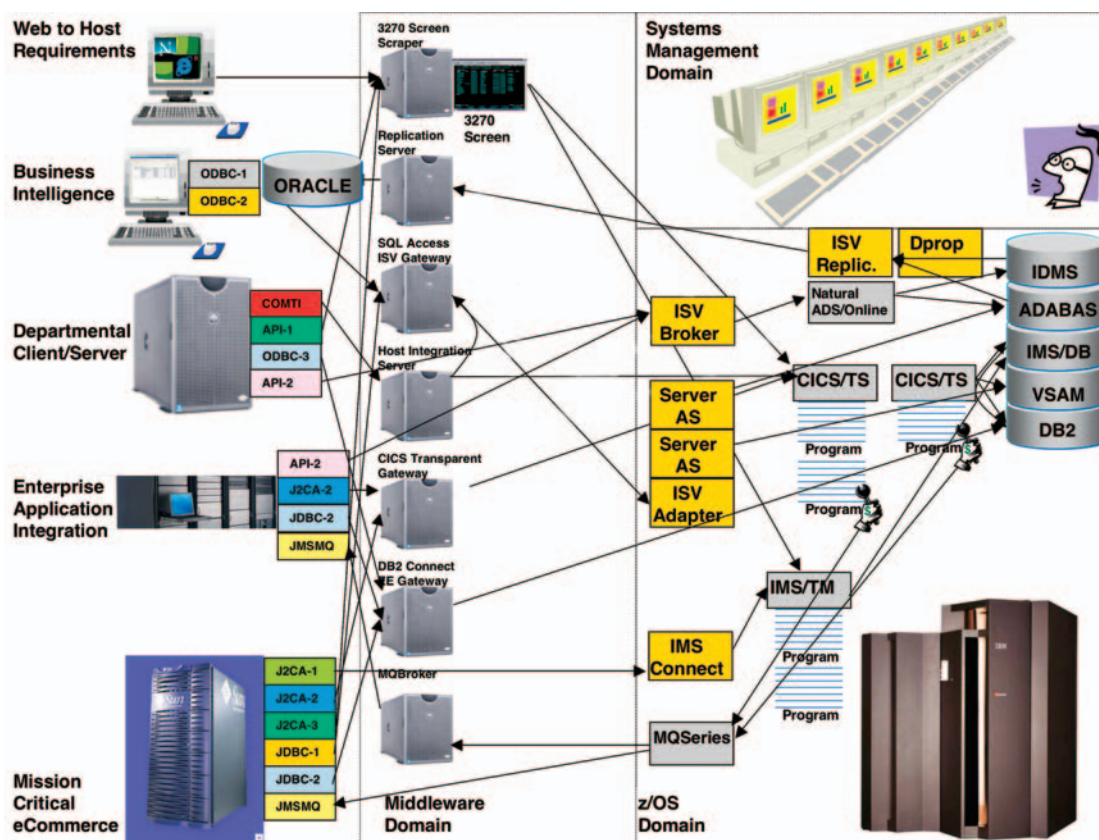 Web to Host
Requirements
3270 Screen
Scraper
3270
Screen
Systems
Management
Domain
Replication
Server
Business
Intelligence
ODBC-1
ODBC-2
ORACLE
SQL Access
ISV Gateway
ISV
Replic.
Dprop
IDMS
Natural
ADS/Online
ADABAS
Departmental
Client/Server
COMTI
API-1
ODBC-3
API-2
ISV
Broker
Host Integration
Server
IMS/DB
CICS/TS
CICS/TS
VSAM
DB2
Server
AS
Server
AS
ISV
Adapter
Program
Program
Program
CICS Transparent
Gateway
Enterprise
Application
Integration
API-2
J2CA-2
JDBC-2
JMSMQ
DB2 Connect
EE Gateway
IMS/TM
Program
Program
IMS
Connect
MQBroker
MQSeries
Mission
Critical
eCommerce
Sun
J2CA-1
J2CA-2
J2CA-3
JDBC-1
JDBC-2
JMSMQ
Middleware
Domain
z/OS
Domain
IBM